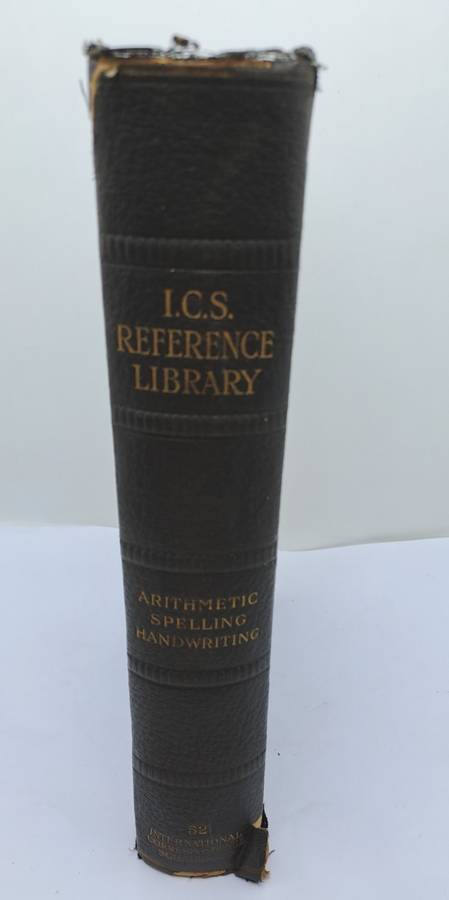 I.C.S.
REFERENCE
LIBRARY
ARITHMETIC
SPELLING
HANDWRITING
52
INTERNATIONAL